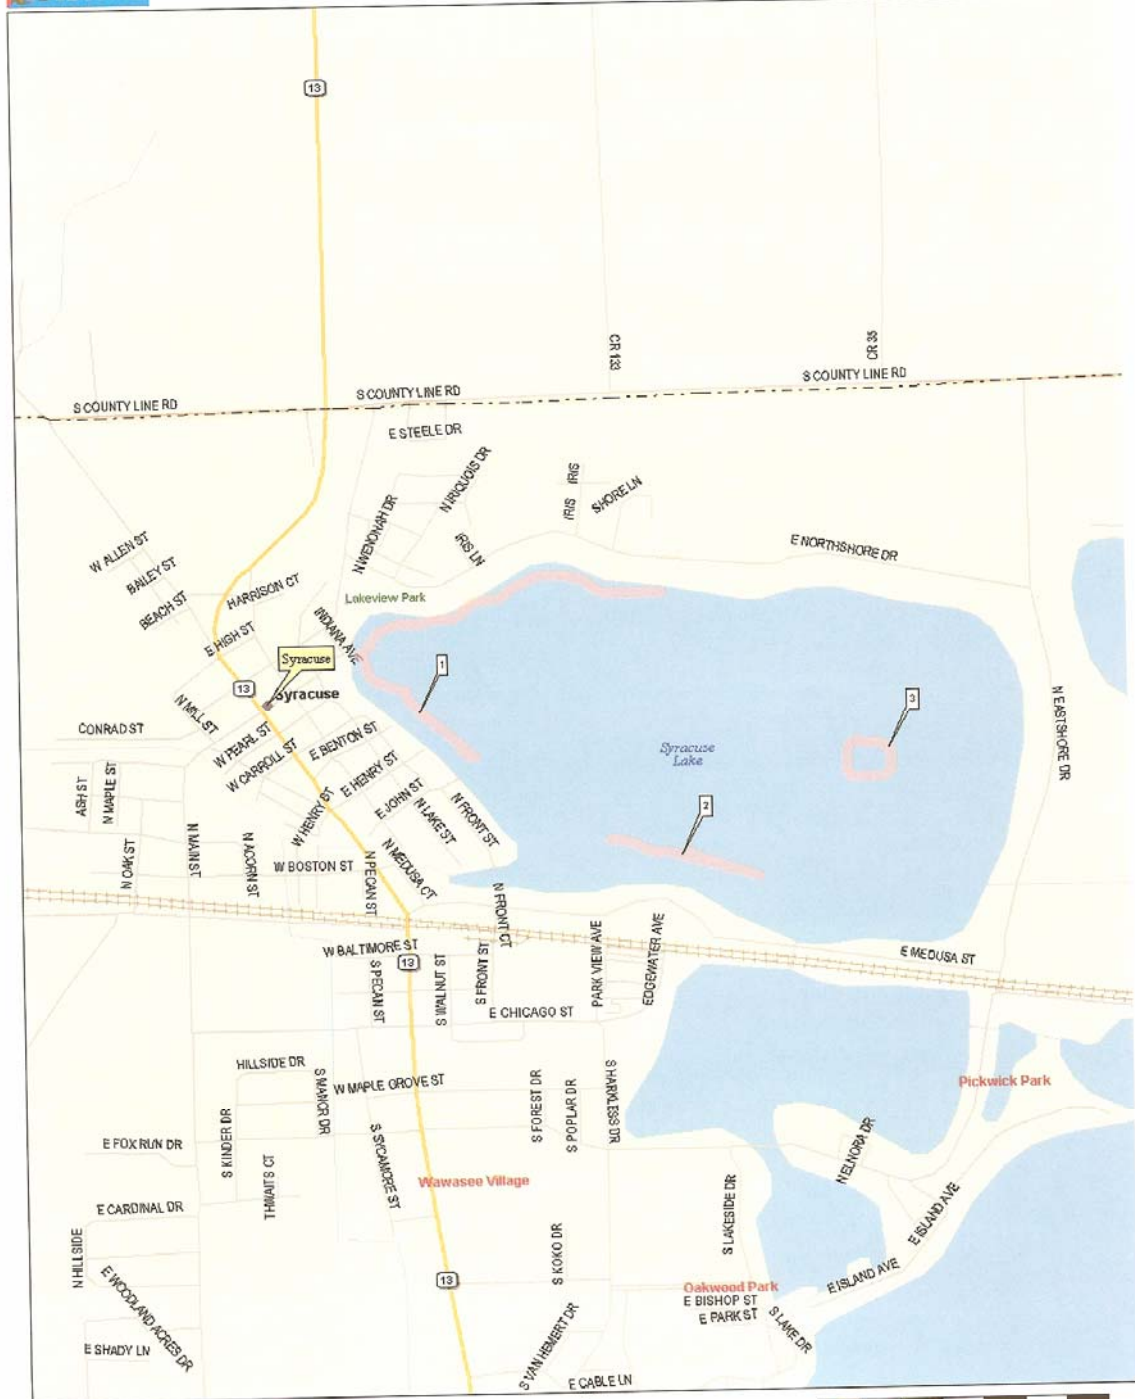 13
CR 133
CR 35
S COUNTY LINE RD
S COUNTY LINE RD
S COUNTY LINE RD
E STEELE DR
N IRIQUOIS DR
IRIS
IRIS
SHORE LN
N WENONAH DR
IRIS LN
E NORTHSHORE DR
W ALLEN ST
BAILEY ST
BEACH ST
HARRISON CT
Lakeview Park
INDIANA AVE
E HIGH ST
Syracuse
1
13
Syracuse
3
N EASTSHORE DR
N MILL ST
CONRAD ST
W PEARL ST
W CARROLL ST
E BENTON ST
Syracuse
Lake
E HENRY ST
ASH ST
N MAPLE ST
E JOHN ST
N LAKE ST
N FRONT ST
2
W HENRY ST
N OAK ST
N MAIN ST
N ACORN ST
W BOSTON ST
N PECAN ST
N MEDUSA CT
N FRONT CT
W BALTIMORE ST
13
S PECAN ST
S WALNUT ST
S FRONT ST
PARK VIEW AVE
EDGEWATER AVE
E MEDUSA ST
E CHICAGO ST
HILLSIDE DR
S MANOR DR
W MAPLE GROVE ST
S FOREST DR
S POPLAR DR
S HARKLESS DR
Pickwick Park
E FOX RUN DR
S KINDER DR
THWAITS CT
S SYCAMORE ST
Wawasee Village
N ELNORA DR
E CARDINAL DR
S LAKESIDE DR
E ISLAND AVE
N HILLSIDE
E WOODLAND ACRES DR
13
S KOKO DR
E ISLAND AVE
Oakwood Park
E BISHOP ST
E PARK ST
S LAKE DR
E SHADY LN
S VAN HEMERT DR
E CABLE LN